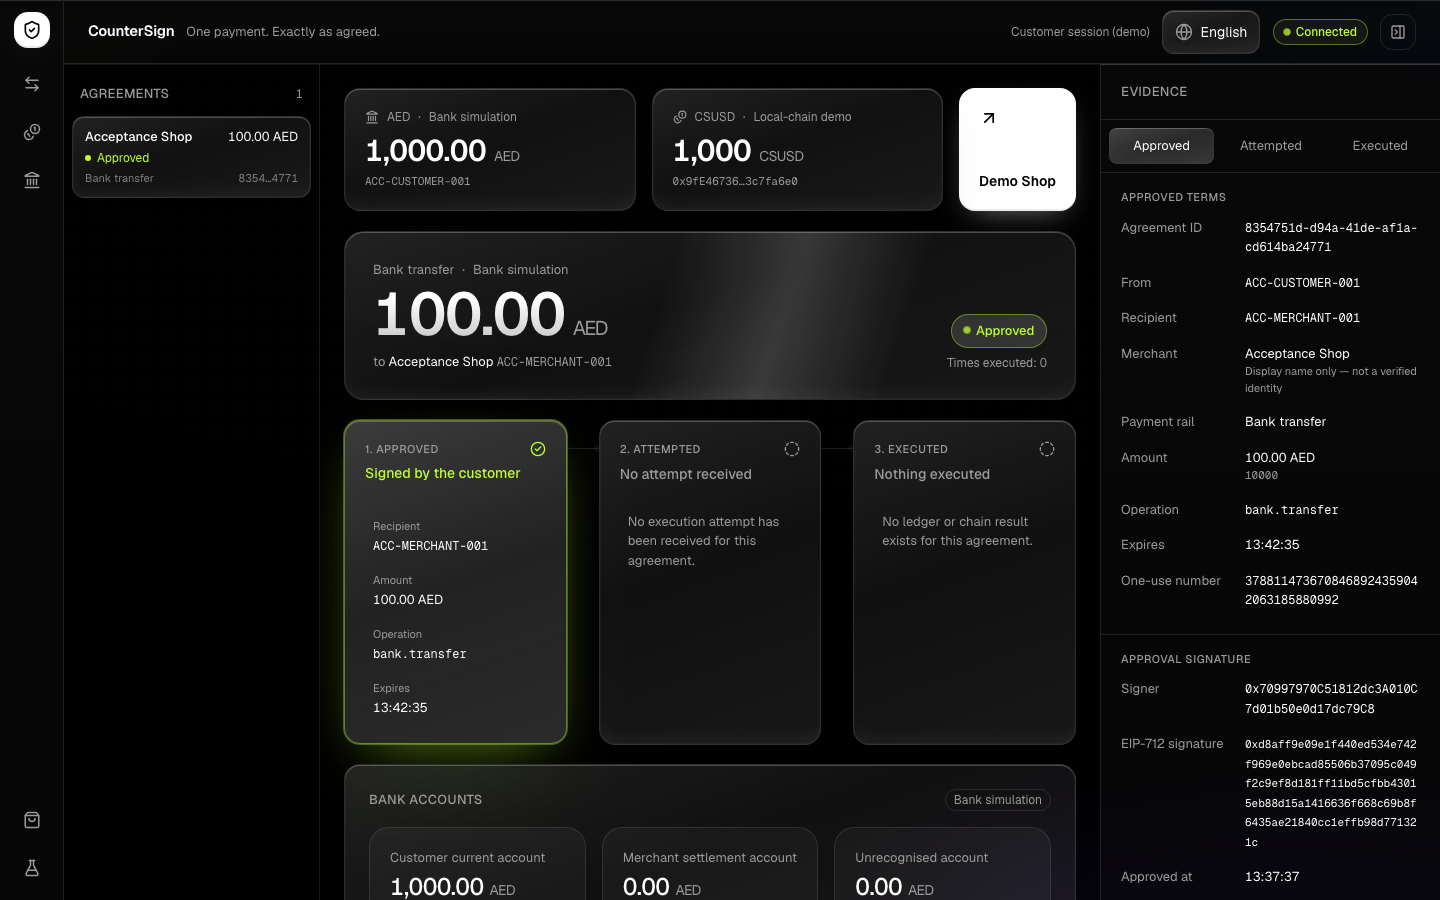 CounterSign One payment. Exactly as agreed.
Customer session (demo)
English
Connected
AGREEMENTS 1
Acceptance Shop 100.00 AED
Approved
Bank transfer 8354…4771
AED · Bank simulation
1,000.00 AED
ACC-CUSTOMER-001
CSUSD · Local-chain demo
1,000 CSUSD
0x9fE46736…3c7fa6e0
Demo Shop
Bank transfer · Bank simulation
100.00 AED
to Acceptance Shop ACC-MERCHANT-001
Approved
Times executed: 0
1. APPROVED
Signed by the customer
Recipient
ACC-MERCHANT-001
Amount
100.00 AED
Operation
bank.transfer
Expires
13:42:35
2. ATTEMPTED
No attempt received
No execution attempt has
been received for this
agreement.
3. EXECUTED
Nothing executed
No ledger or chain result
exists for this agreement.
BANK ACCOUNTS
Bank simulation
Customer current account
1,000.00 AED
Merchant settlement account
0.00 AED
Unrecognised account
0.00 AED
EVIDENCE
Approved Attempted Executed
APPROVED TERMS
Agreement ID 8354751d-d94a-41de-af1a-
cd614ba24771
From ACC-CUSTOMER-001
Recipient ACC-MERCHANT-001
Merchant Acceptance Shop
Display name only — not a verified
identity
Payment rail Bank transfer
Amount 100.00 AED
10000
Operation bank.transfer
Expires 13:42:35
One-use number 378811473670846892435904
2063185880992
APPROVAL SIGNATURE
Signer 0x70997970C51812dc3A010C
7d01b50e0d17dc79C8
EIP-712 signature 0xd8aff9e09e1f440ed534e742
f969e0ebcad85506b37095c049
f2c9ef8d181ff11bd5cfbb4301
5eb88d15a1416636f668c69b8f
6435ae21840cc1effb98d77132
1c
Approved at 13:37:37